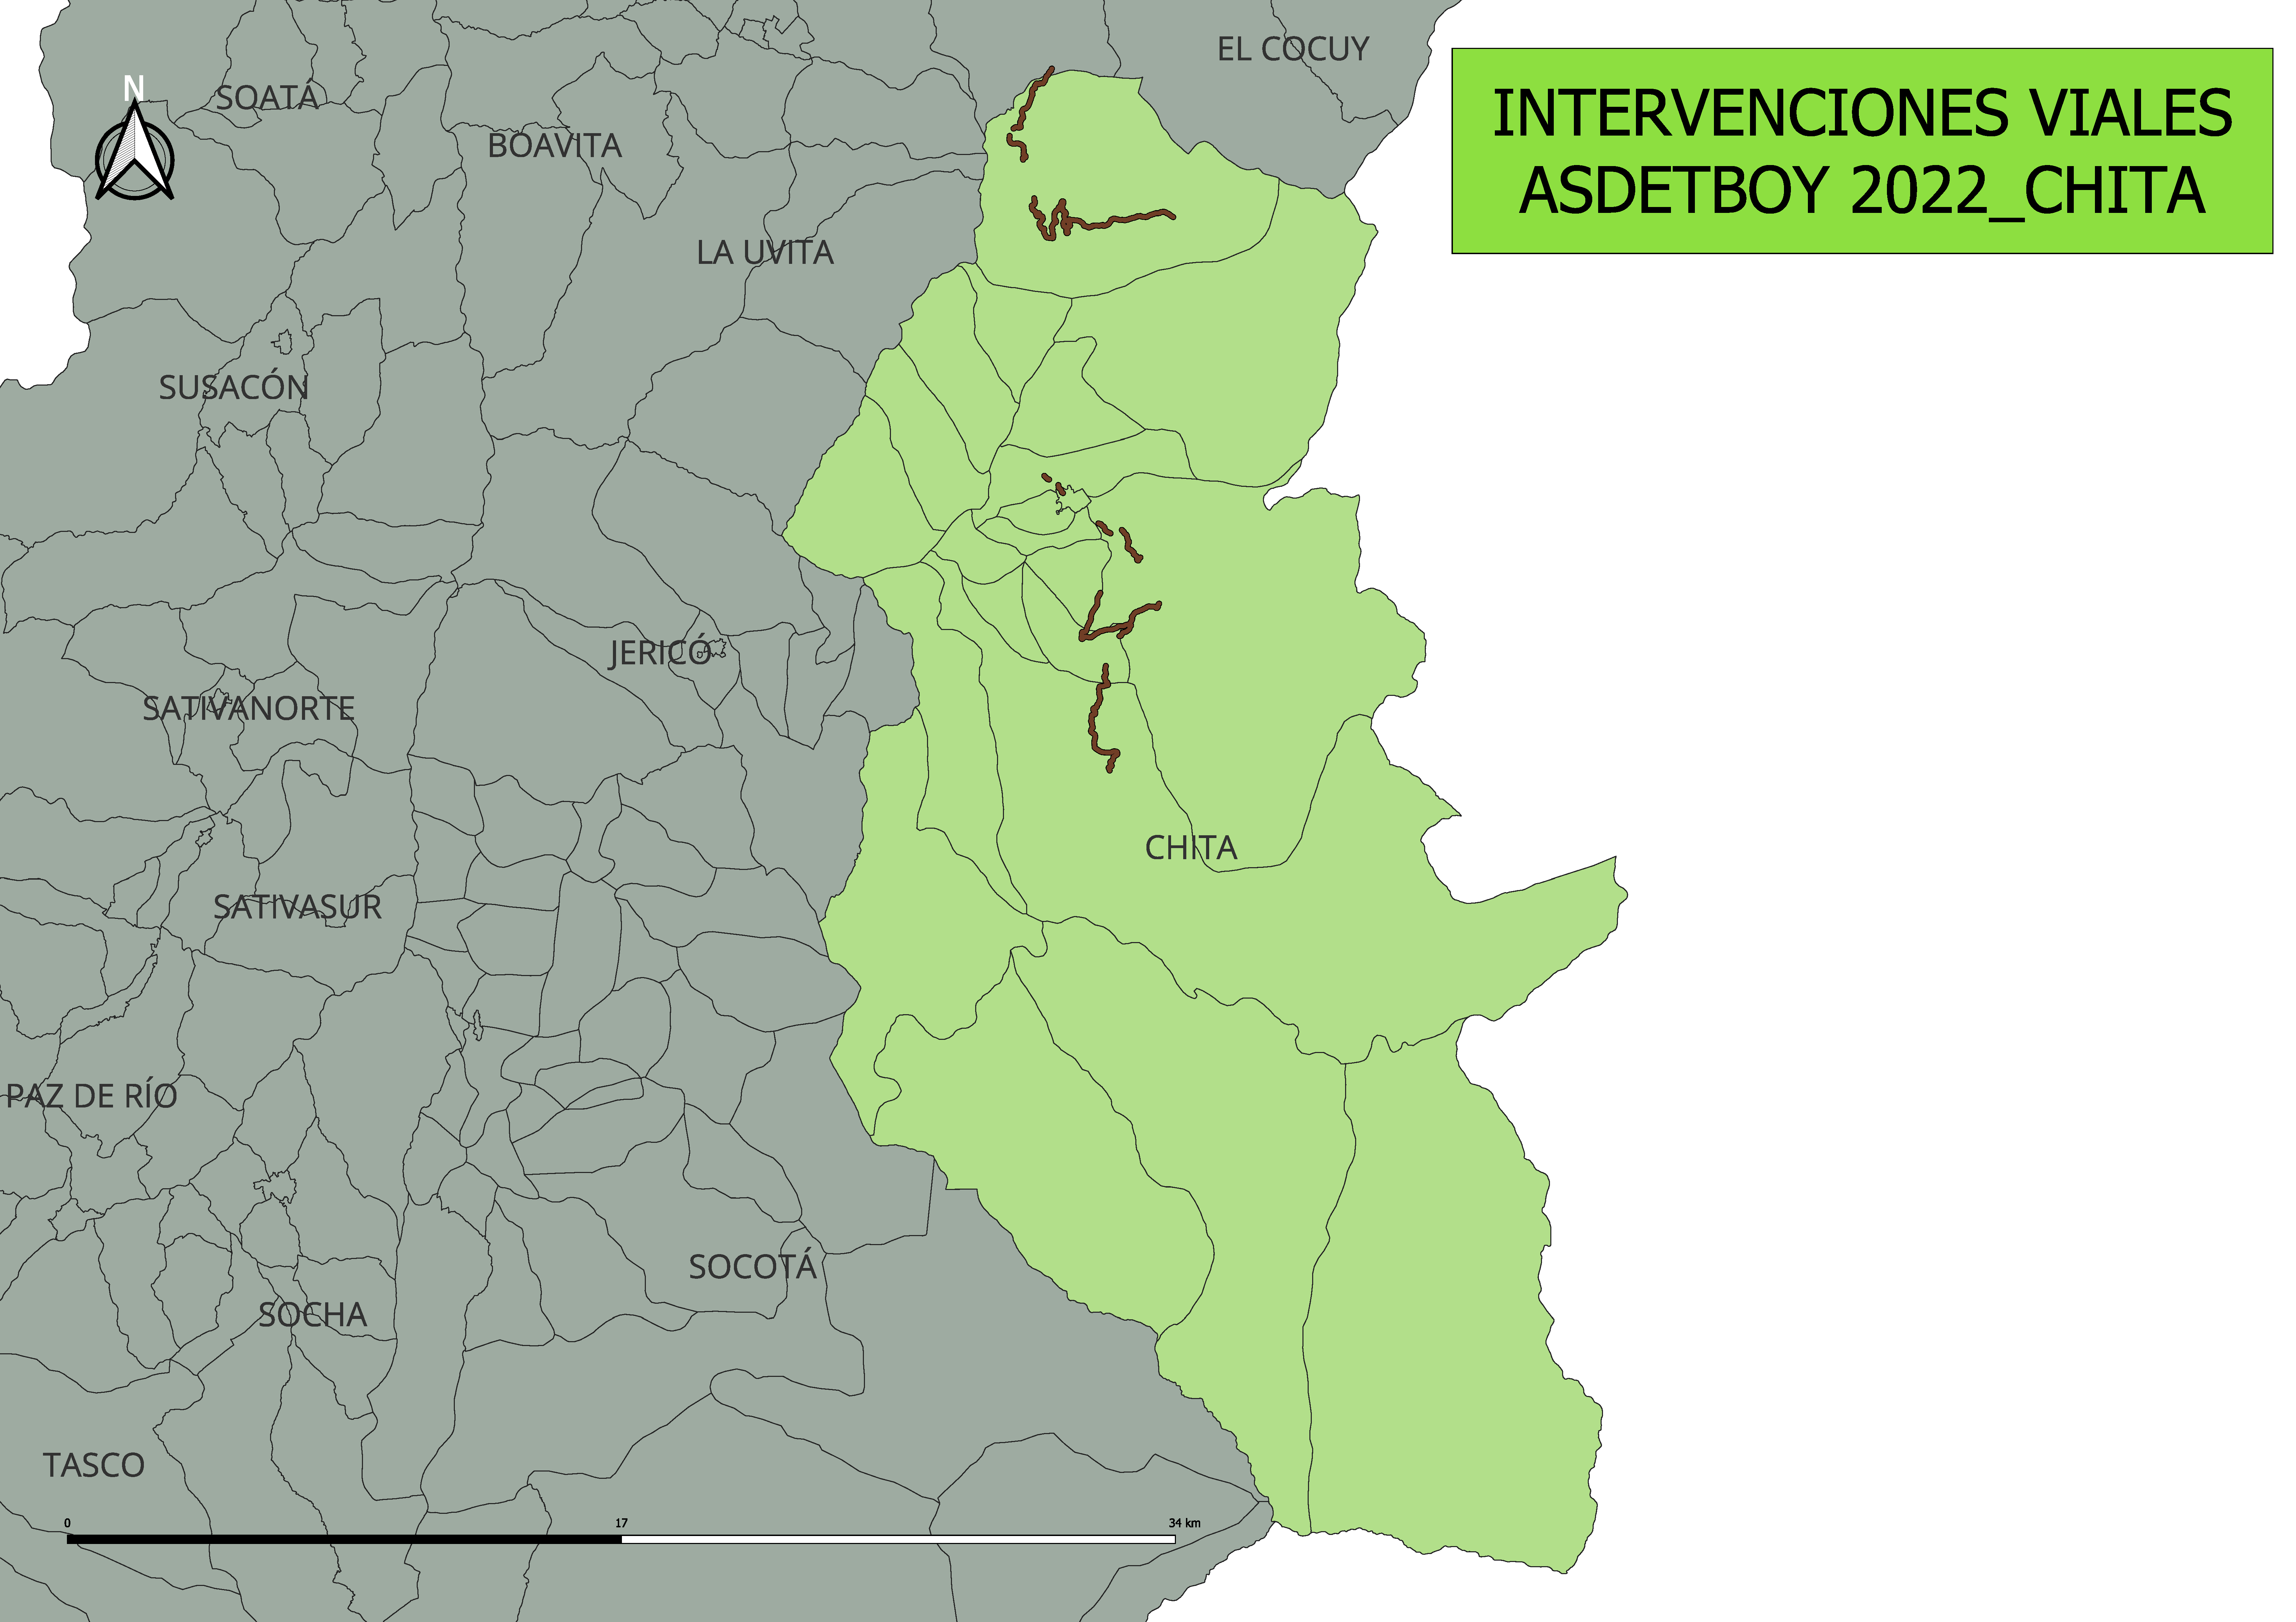 INTERVENCIONES VIALES
ASDETBOY 2022_CHITA
EL COCUY
N
SOATÁ
BOAVITA
LA UVITA
SUSACÓN
JERICÓ
SATIVANORTE
CHITA
SATIVASUR
PAZ DE RÍO
SOCOTÁ
SOCHA
TASCO
0 17 34 km